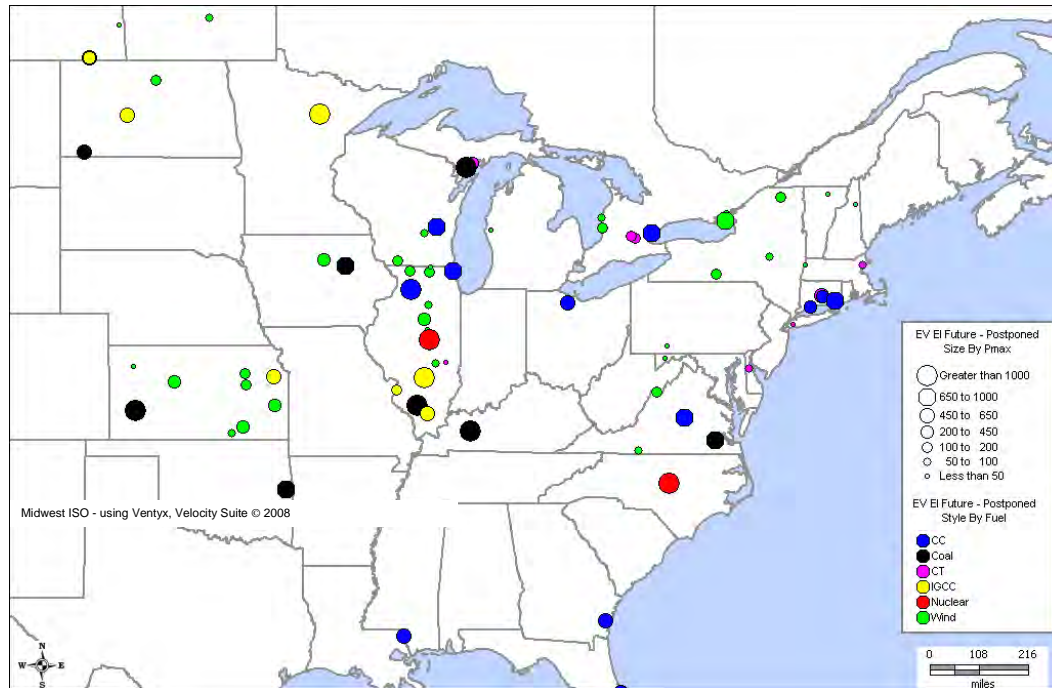 Midwest ISO - using Ventyx, Velocity Suite © 2008
EV EI Future - Postponed
Size By Pmax
Greater than 1000
650 to 1000
450 to 650
200 to 450
100 to 200
50 to 100
Less than 50
EV EI Future - Postponed
Style By Fuel
CC
Coal
CT
IGCC
Nuclear
Wind
N
W E
S
0 108 216
miles